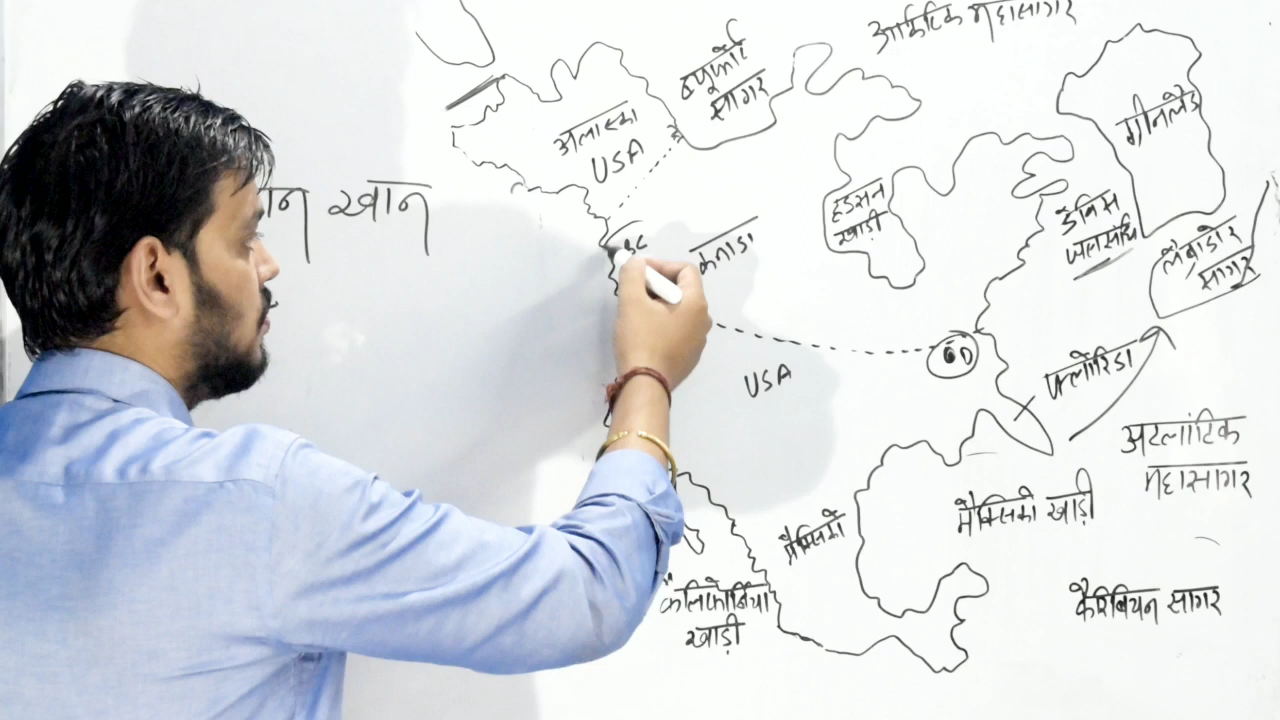 आर्कटिक महासागर
ब्यूफोर्ट
सागर
अलास्का
USA
ग्रीनलैंड
खान
हडसन
खाड़ी
डेविस
जलसंधि
लैब्राडोर
सागर
कनाडा
USA
फ्लोरिडा
अटलांटिक
महासागर
मैक्सिको
मैक्सिको खाड़ी
कैलिफोर्निया
खाड़ी
कैरिबियन सागर